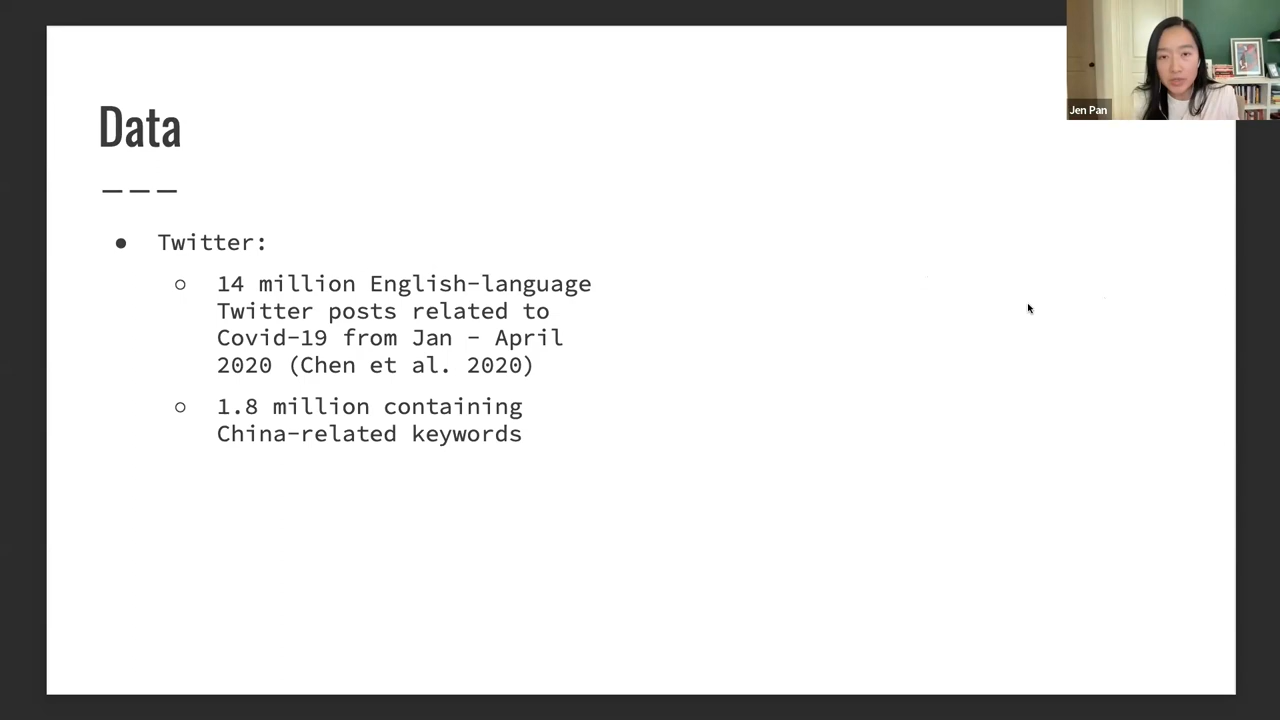 Data
● Twitter:
○ 14 million English-language
Twitter posts related to
Covid-19 from Jan - April
2020 (Chen et al. 2020)
○ 1.8 million containing
China-related keywords
Jen Pan